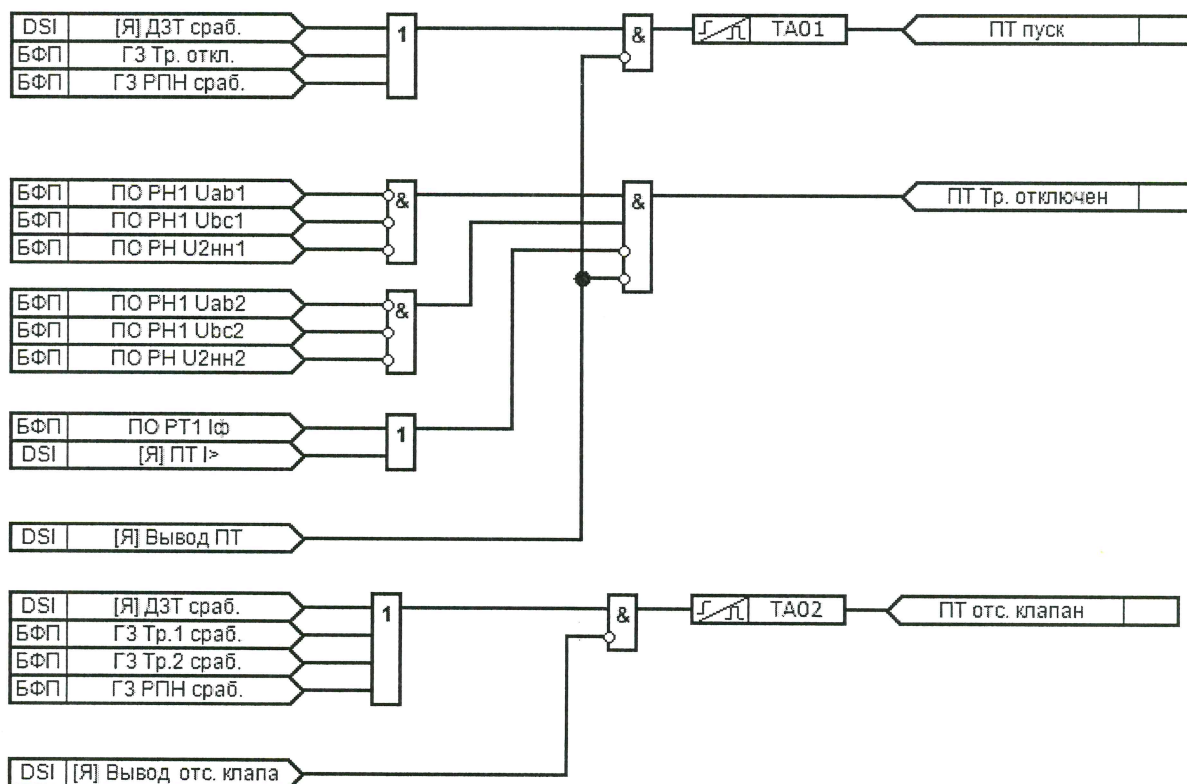 DSI [Я] ДЗТ сраб.
БФП ГЗ Тр. откл.
БФП ГЗ РПН сраб.
1
&
TA01
ПТ пуск
БФП ПО РН1 Uab1
БФП ПО РН1 Ubc1
БФП ПО РН U2нн1
&
&
ПТ Тр. отключен
БФП ПО РН1 Uab2
БФП ПО РН1 Ubc2
БФП ПО РН U2нн2
&
БФП ПО РТ1 Iф
DSI [Я] ПТ I>
1
DSI [Я] Вывод ПТ
DSI [Я] ДЗТ сраб.
БФП ГЗ Тр.1 сраб.
БФП ГЗ Тр.2 сраб.
БФП ГЗ РПН сраб.
1
&
TA02
ПТ отс. клапан
DSI [Я] Вывод отс. клапа